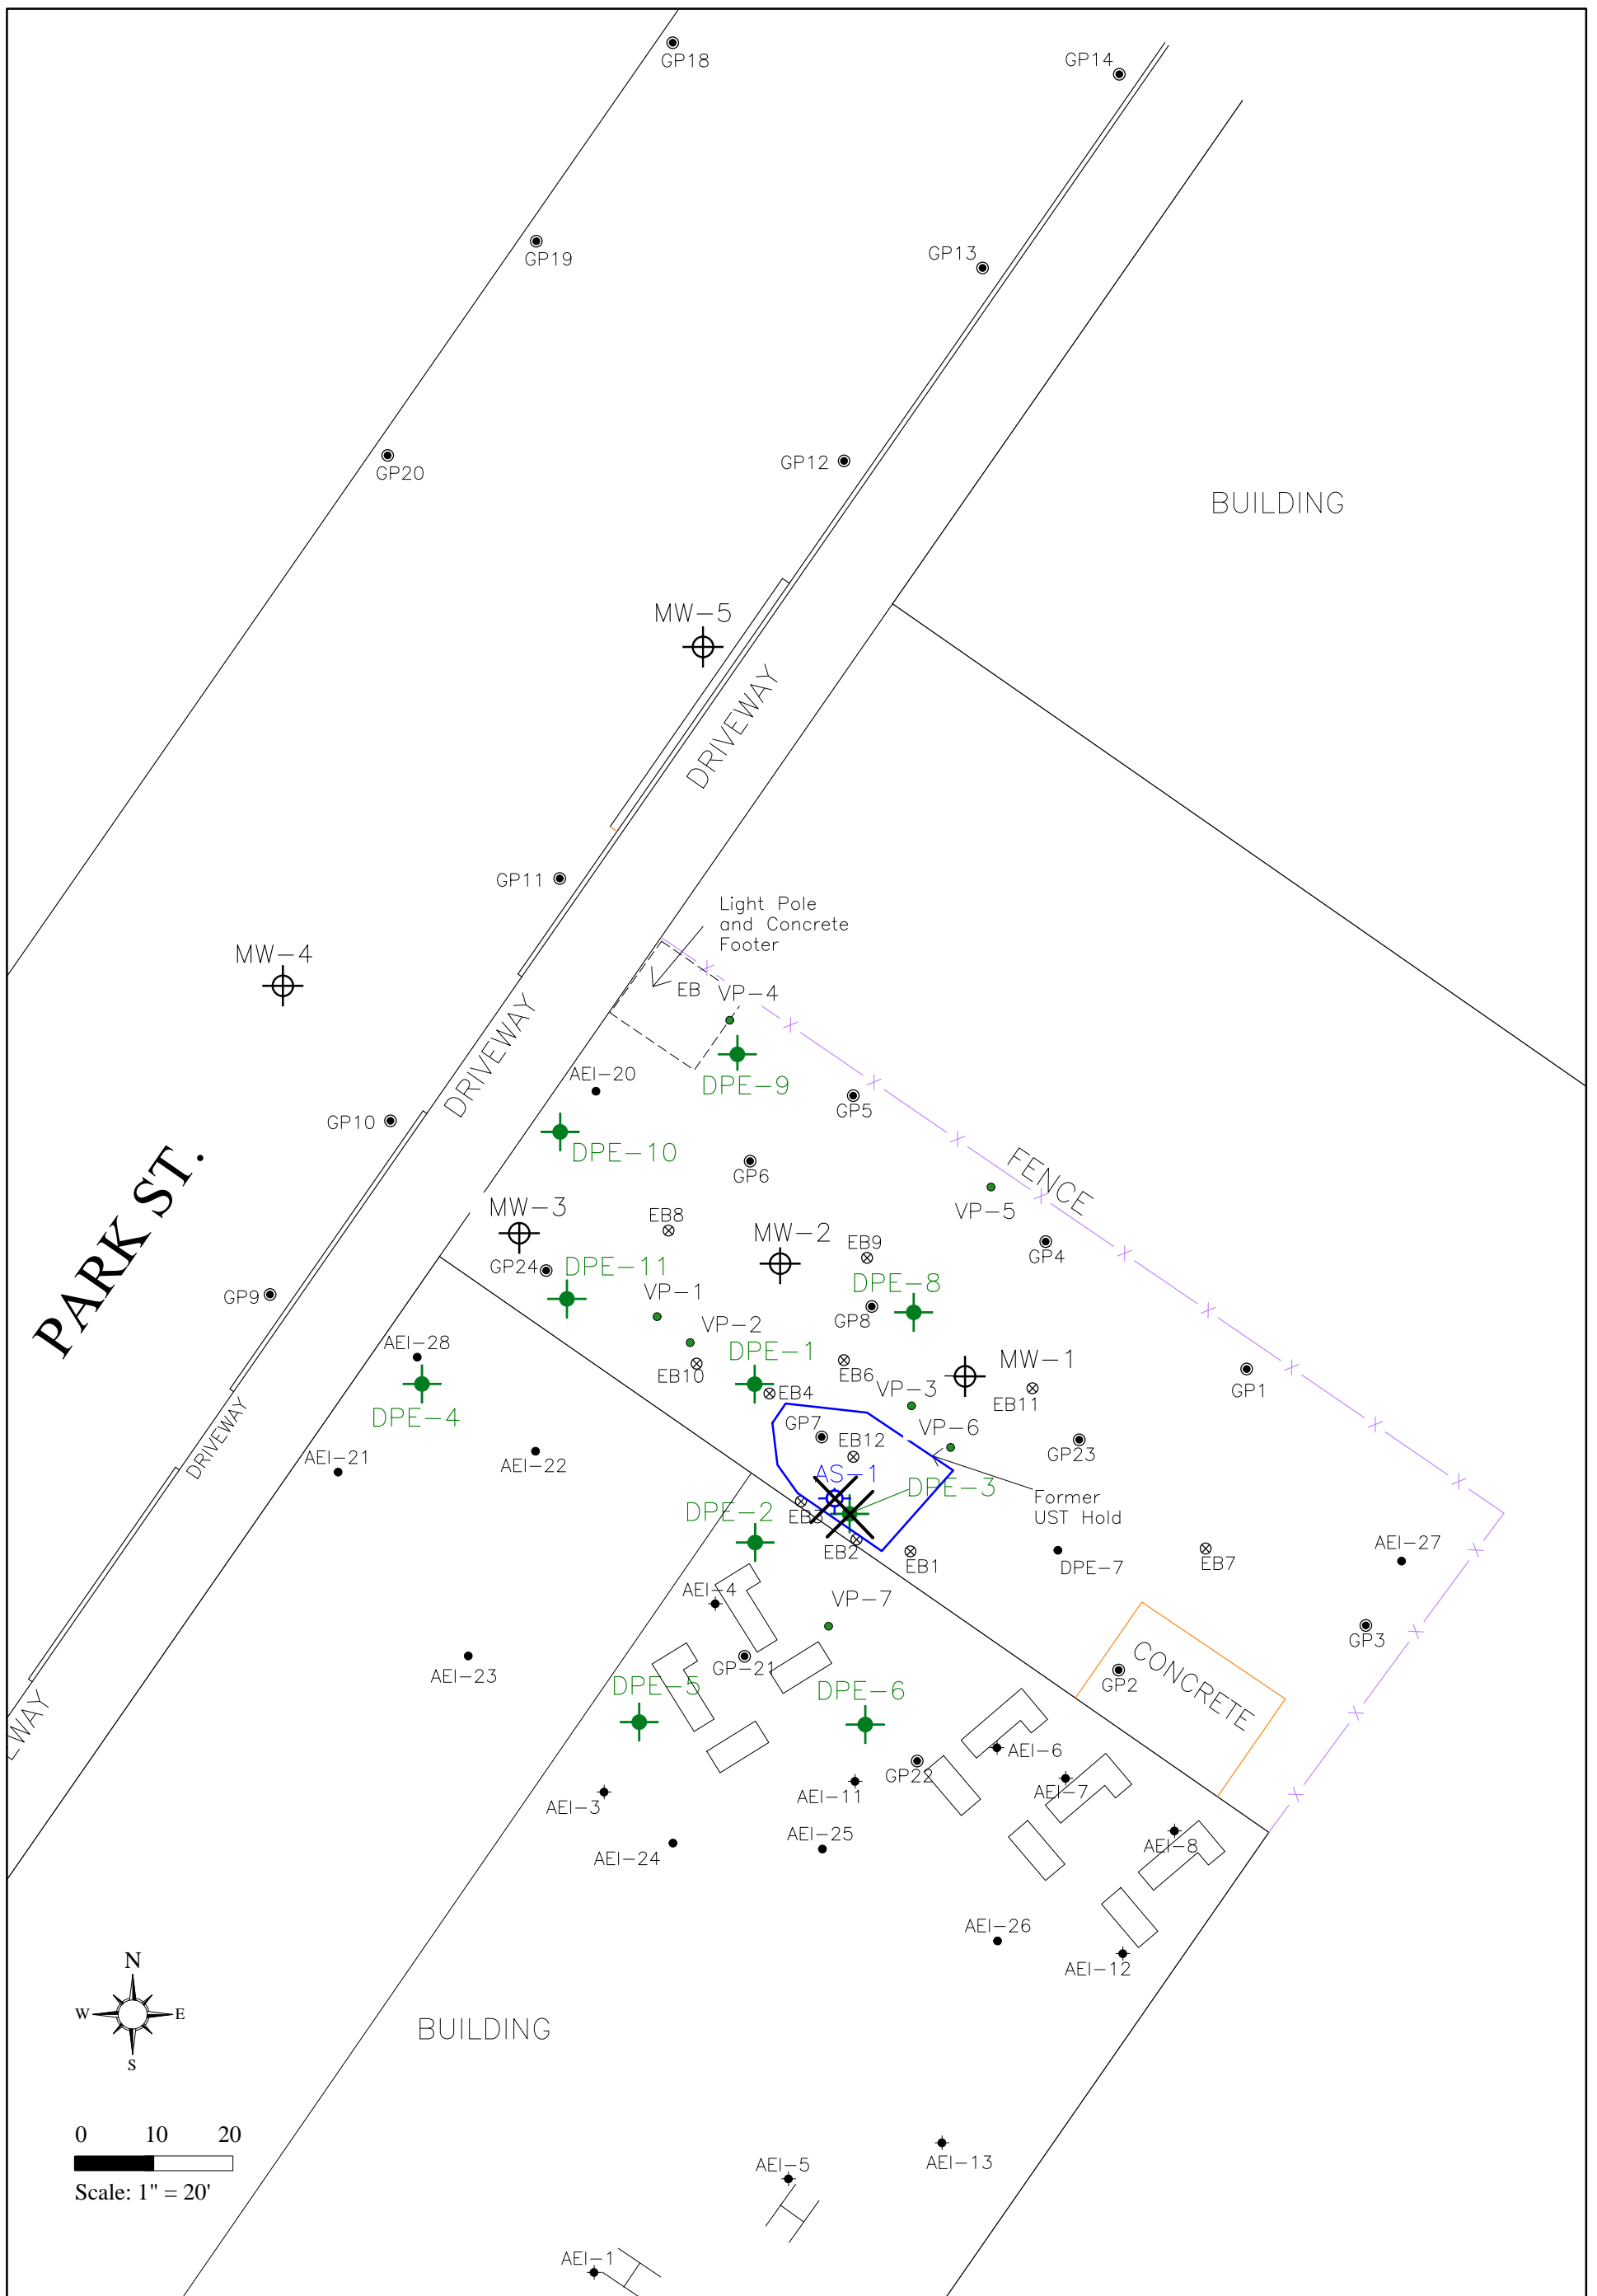 GP18
GP14
GP19
GP13
GP20
GP12
BUILDING
MW-5
DRIVEWAY
GP11
Light Pole
and Concrete
Footer
MW-4
EB
VP-4
DRIVEWAY
AEI-20
DPE-9
GP5
GP10
DPE-10
GP6
FENCE
PARK ST.
VP-5
MW-3
EB8
MW-2
EB9
GP4
GP24
DPE-11
DPE-8
GP9
VP-1
GP8
VP-2
AEI-28
DPE-1
EB10
EB6
MW-1
GP1
VP-3
EB4
EB11
DPE-4
GP7
VP-6
DRIVEWAY
EB12
GP23
AEI-21
AEI-22
AS-1
DPE-3
Former
UST Hold
EB3
DPE-2
EB2
EB1
DPE-7
EB7
AEI-27
AEI-4
VP-7
GP3
AEI-23
GP-21
CONCRETE
GP2
DPE-5
DPE-6
EWAY
AEI-6
GP22
AEI-7
AEI-3
AEI-11
AEI-25
AEI-8
AEI-24
AEI-26
AEI-12
N
W
E
S
BUILDING
0 10 20
Scale: 1" = 20'
AEI-5
AEI-13
AEI-1